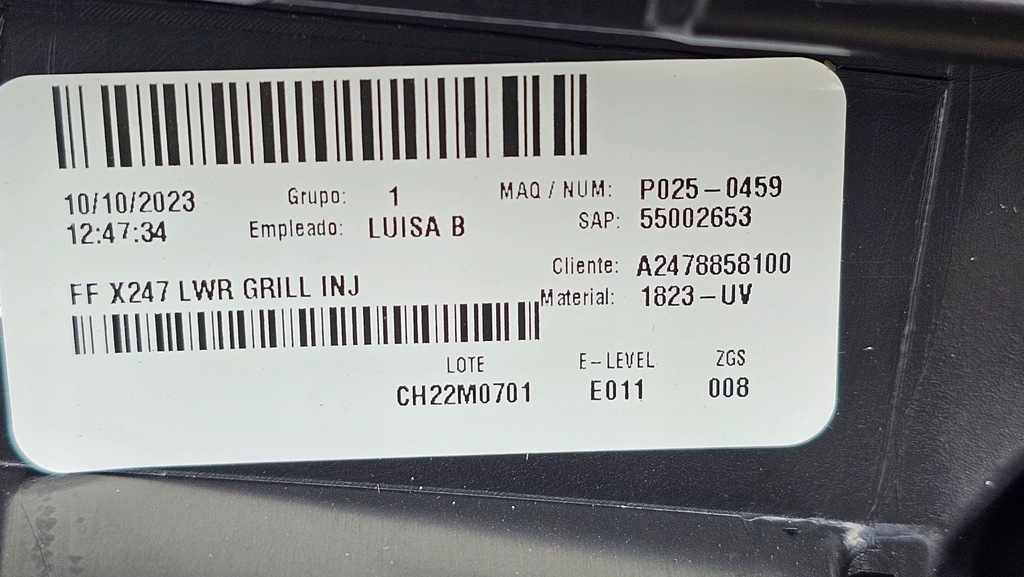 10/10/2023 Grupo: 1 MAQ / NUM: P025-0459
12:47:34 Empleado: LUISA B SAP: 55002653
Cliente: A2478858100
FF X247 LWR GRILL INJ Material: 1823-UV
LOTE E-LEVEL ZGS
CH22M0701 E011 008